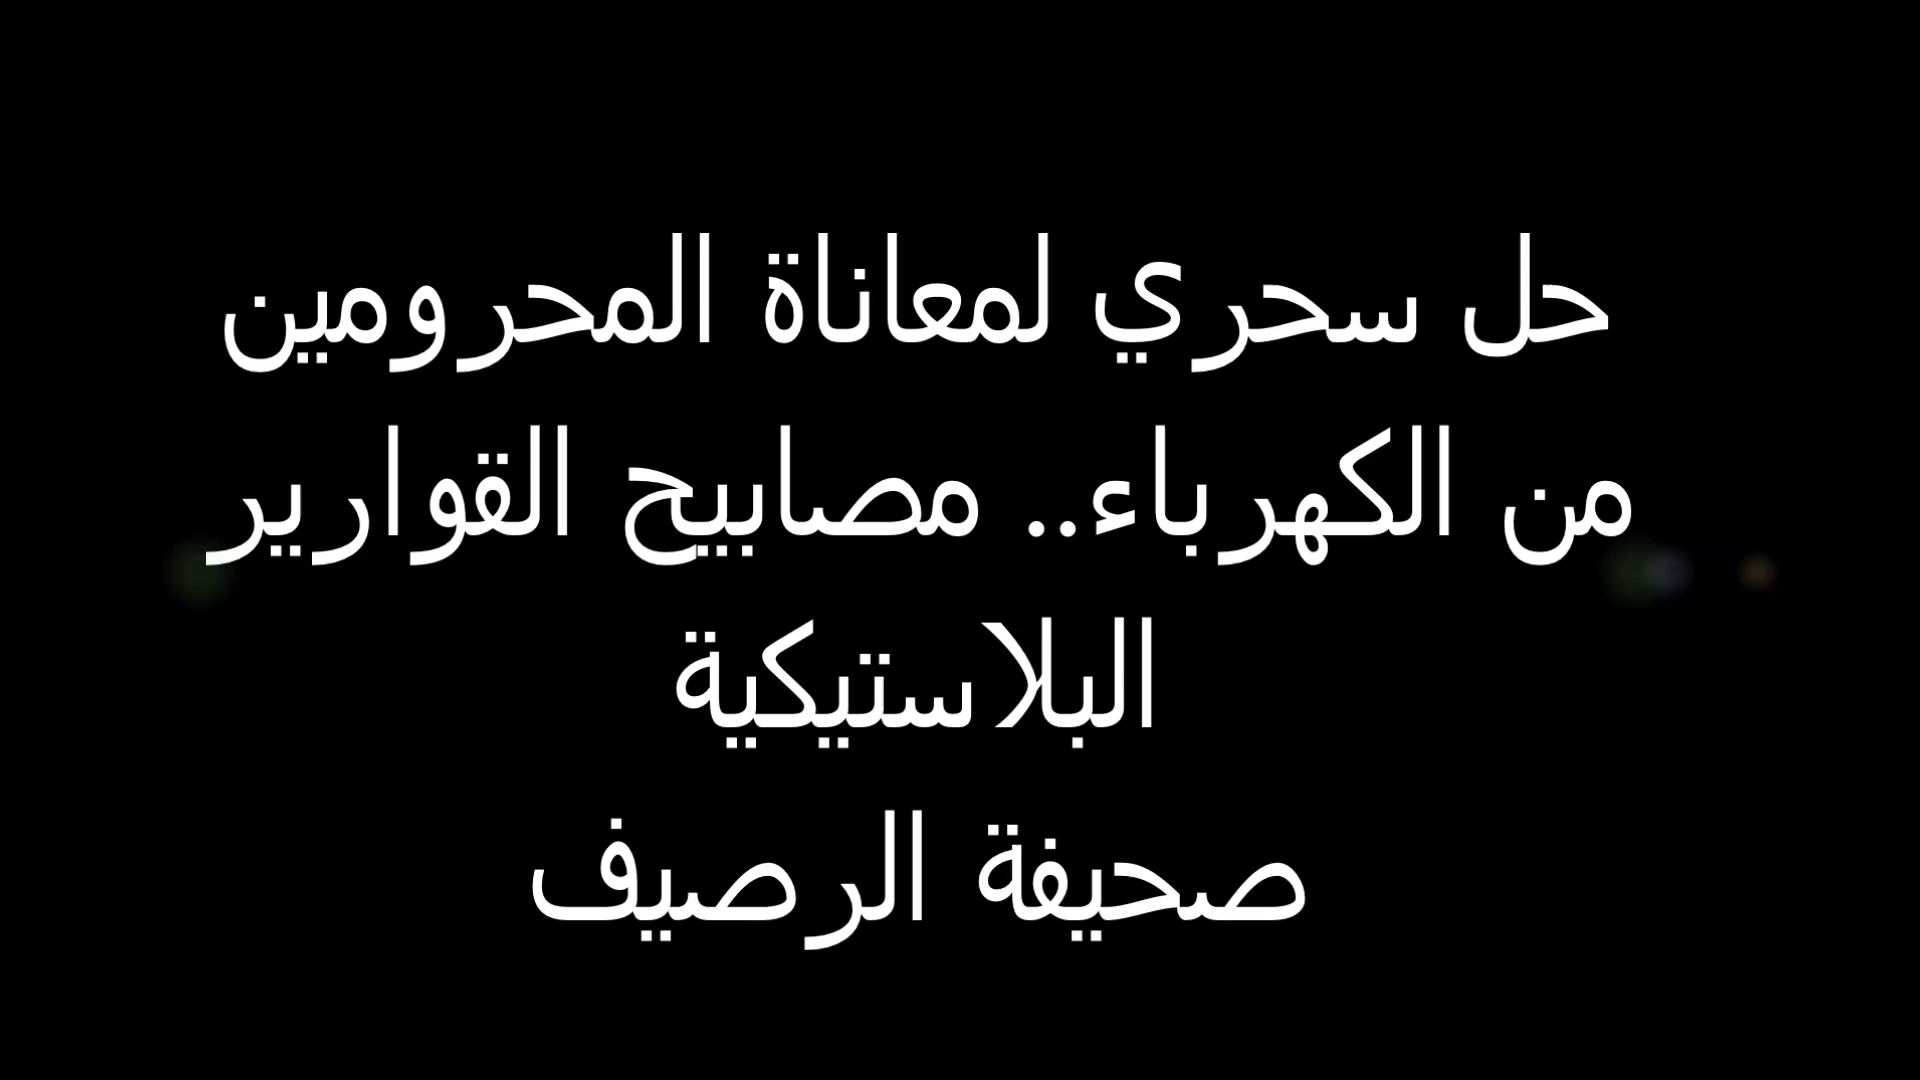 حل سحري لمعاناة المحرومين
من الكهرباء.. مصابيح القوارير
البلاستيكية
صحيفة الرصيف